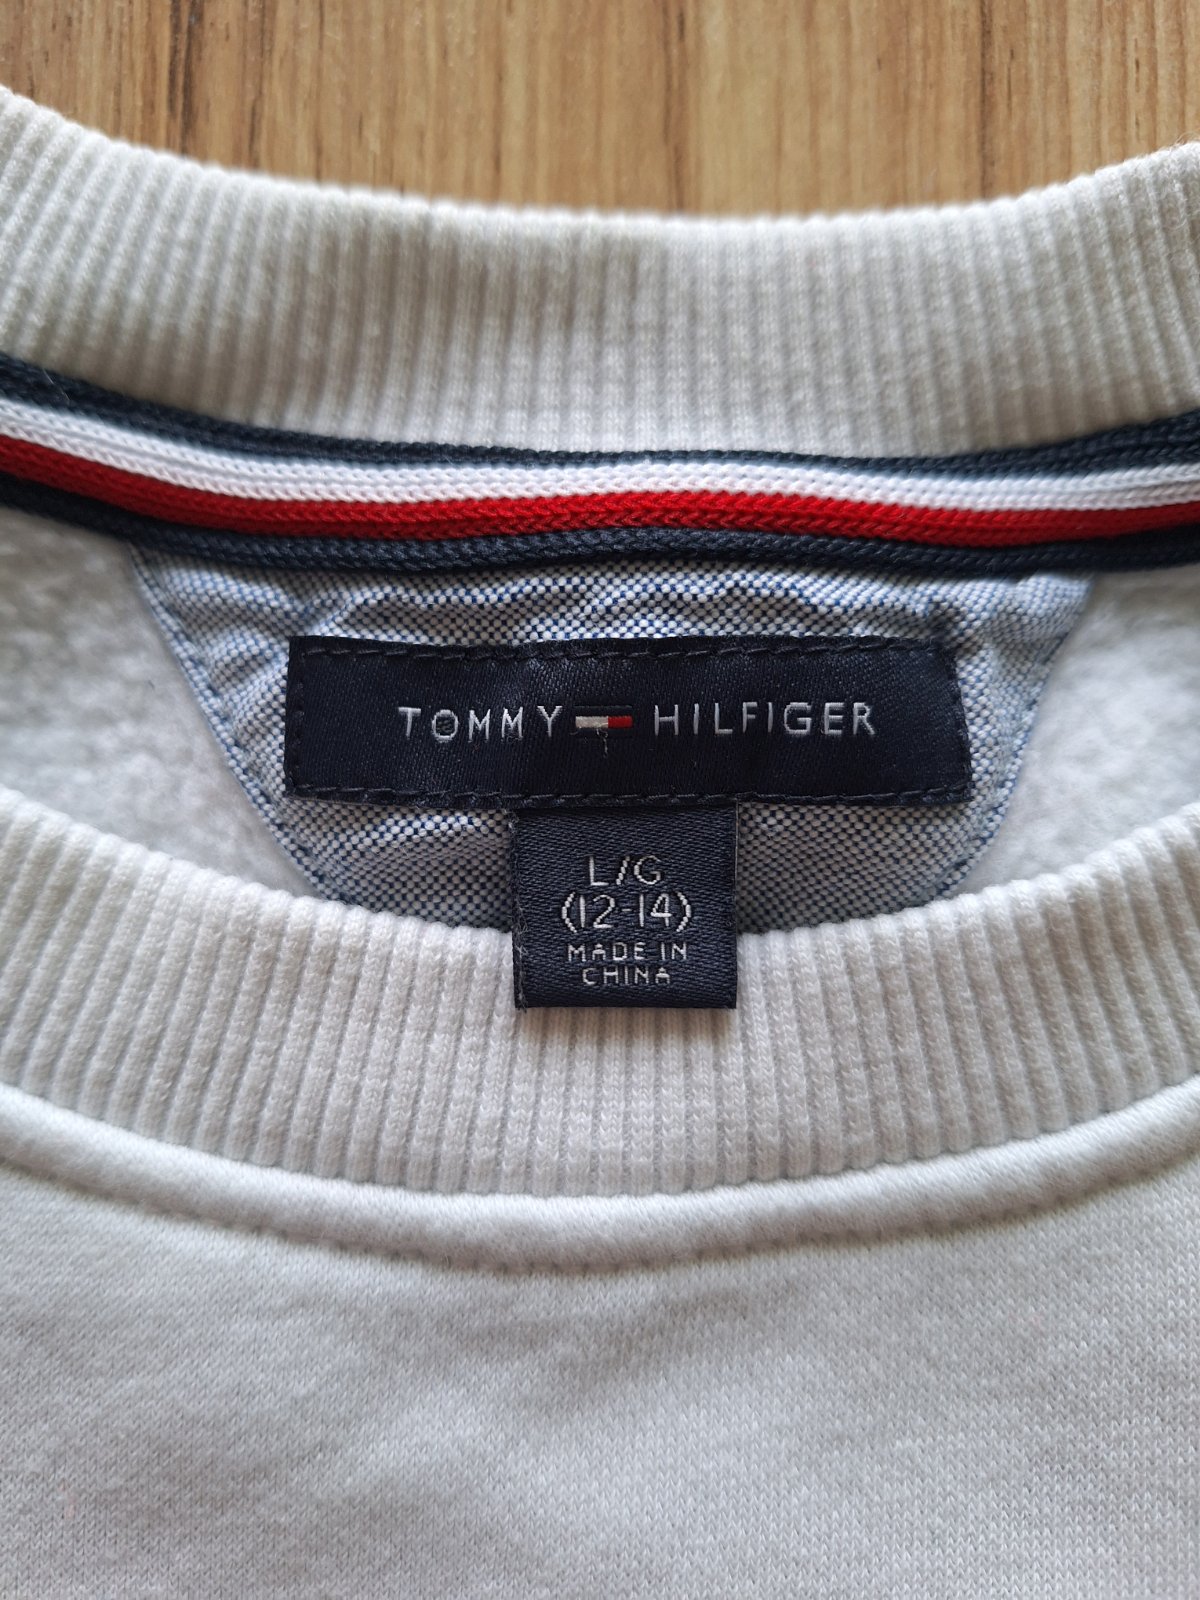 TOMMY HILFIGER
L/G
(12-14)
MADE IN
CHINA